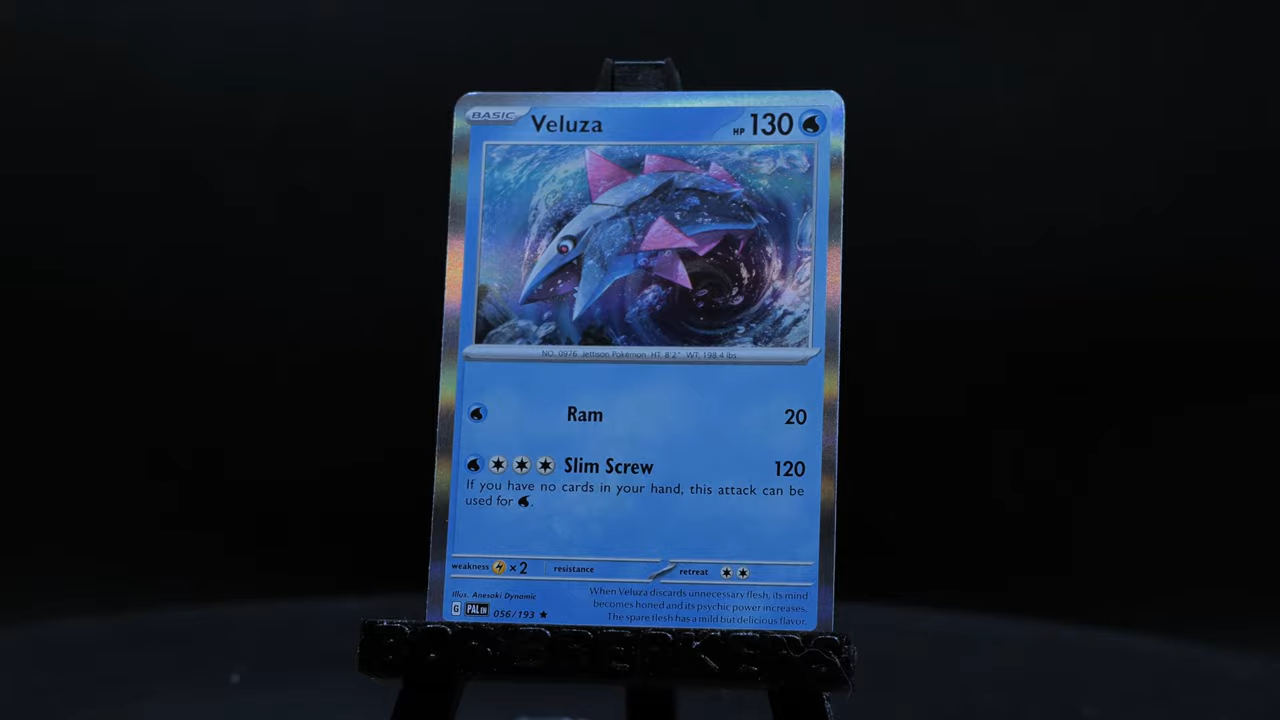 BASIC Veluza HP 130
NO. 0976 Jettison Pokémon HT. 8'2" WT. 198.4 lbs
Ram 20
Slim Screw 120
If you have no cards in your hand, this attack can be
used for .
weakness ×2 resistance retreat
Illus. Anesaki Dynamic
G PAL EN 056/193
When Veluza discards unnecessary flesh, its mind
becomes honed and its psychic power increases.
The spare flesh has a mild but delicious flavor.